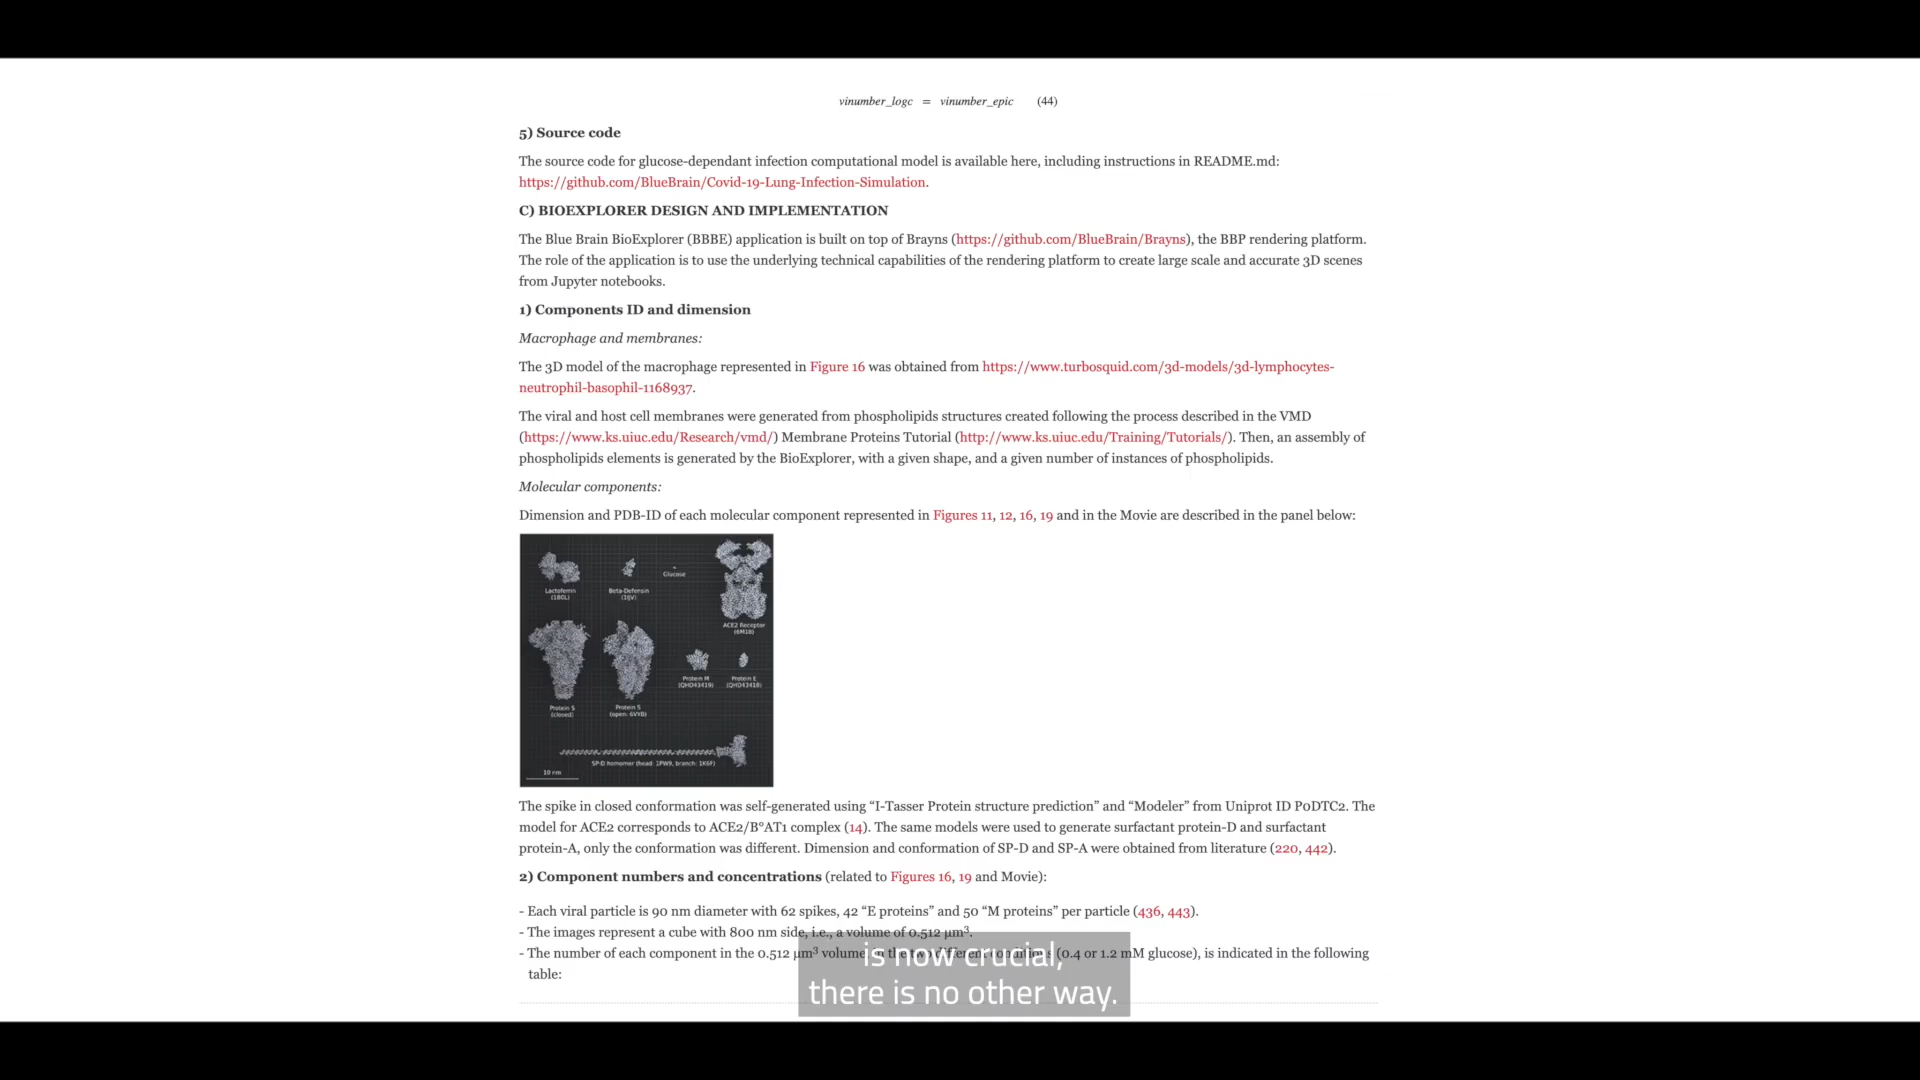 vinumber_logc = vinumber_epic (44)
5) Source code
The source code for glucose-dependant infection computational model is available here, including instructions in README.md:
https://github.com/BlueBrain/Covid-19-Lung-Infection-Simulation.
C) BIOEXPLORER DESIGN AND IMPLEMENTATION
The Blue Brain BioExplorer (BBBE) application is built on top of Brayns (https://github.com/BlueBrain/Brayns), the BBP rendering platform.
The role of the application is to use the underlying technical capabilities of the rendering platform to create large scale and accurate 3D scenes
from Jupyter notebooks.
1) Components ID and dimension
Macrophage and membranes:
The 3D model of the macrophage represented in Figure 16 was obtained from https://www.turbosquid.com/3d-models/3d-lymphocytes-
neutrophil-basophil-1168937.
The viral and host cell membranes were generated from phospholipids structures created following the process described in the VMD
(https://www.ks.uiuc.edu/Research/vmd/) Membrane Proteins Tutorial (http://www.ks.uiuc.edu/Training/Tutorials/). Then, an assembly of
phospholipids elements is generated by the BioExplorer, with a given shape, and a given number of instances of phospholipids.
Molecular components:
Dimension and PDB-ID of each molecular component represented in Figures 11, 12, 16, 19 and in the Movie are described in the panel below:
Lactoferrin
Beta-Defensin
Glucose
ACE2 Receptor
Protein S
(closed)
Protein S
(open: 6VYB)
Protein M
(QHD43419)
Protein E
(QHD43418)
SP-D homomer (head: 1PW9, branch: 1K6F)
10 nm
The spike in closed conformation was self-generated using “I-Tasser Protein structure prediction” and “Modeler” from Uniprot ID P0DTC2. The
model for ACE2 corresponds to ACE2/B°AT1 complex (14). The same models were used to generate surfactant protein-D and surfactant
protein-A, only the conformation was different. Dimension and conformation of SP-D and SP-A were obtained from literature (220, 442).
2) Component numbers and concentrations (related to Figures 16, 19 and Movie):
- Each viral particle is 90 nm diameter with 62 spikes, 42 “E proteins” and 50 “M proteins” per particle (436, 443).
- The images represent a cube with 800 nm side, i.e., a volume of 0.512 µm³.
- The number of each component in the 0.512 µm³ volume in the two different conditions (0.4 or 1.2 mM glucose), is indicated in the following
table:
is now crucial,
there is no other way.